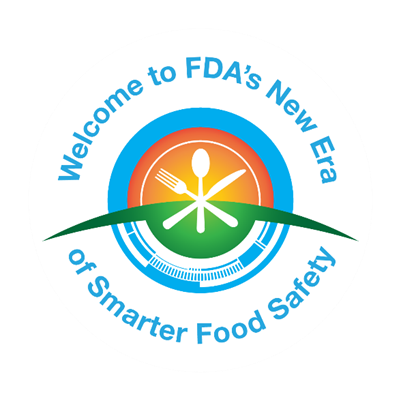 Welcome to FDA's New Era
of Smarter Food Safety